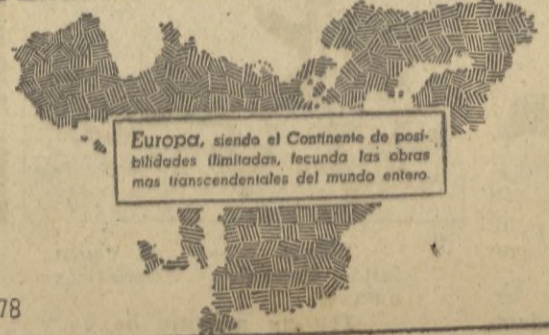 Europa, siendo el Continente de posi-
bilidades ilimitadas, fecunda las obras
mas transcendentales del mundo entero.
78